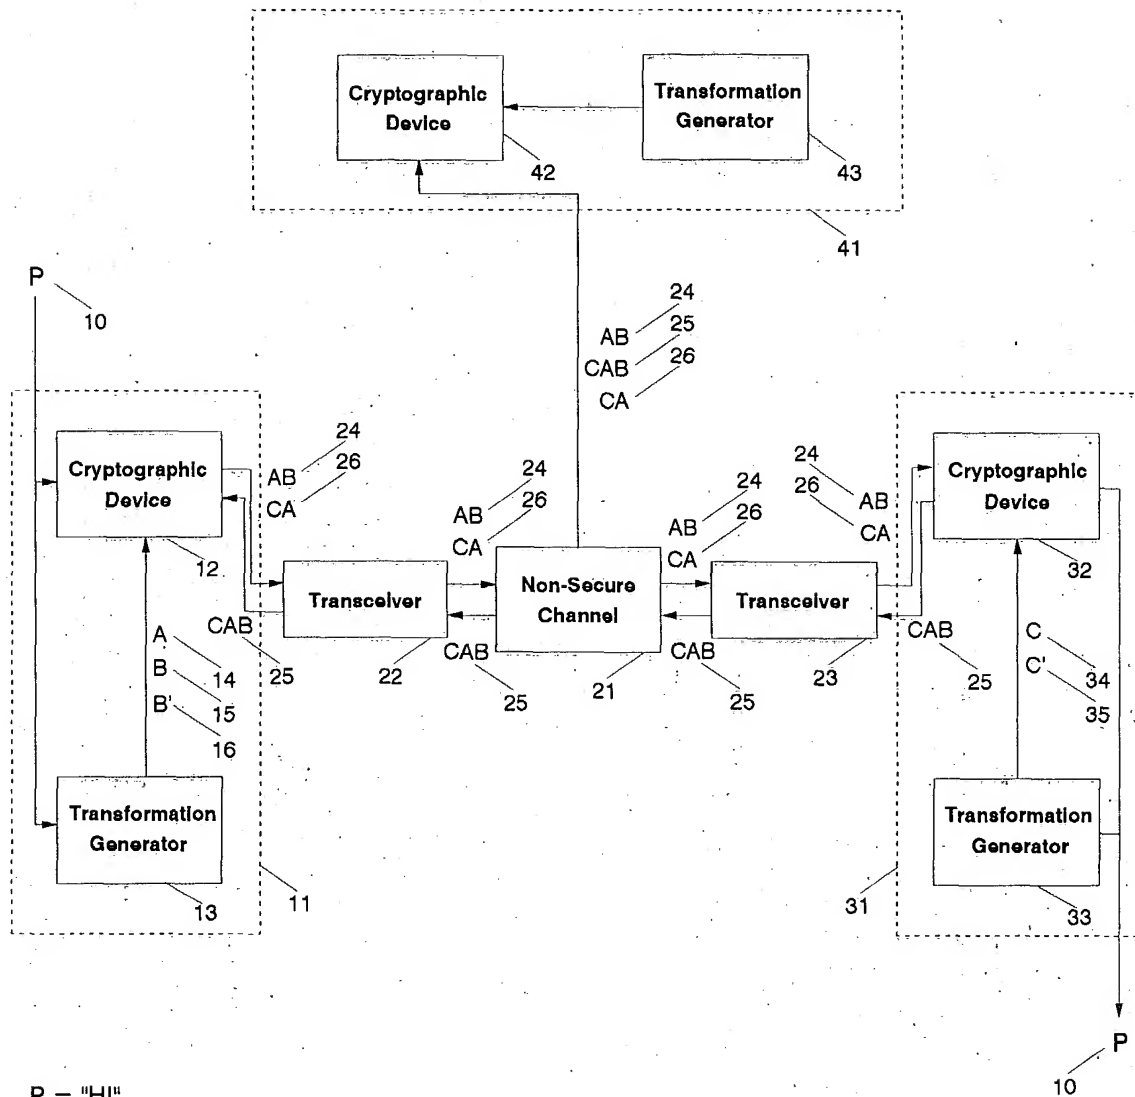 Cryptographic
Device
42
Transformation
Generator
43
41
P
10
AB
24
CAB
25
CA
26
Cryptographic
Device
12
AB
24
CA
26
Transceiver
22
CAB
25
AB
24
CA
26
CAB
25
Non-Secure
Channel
21
AB
24
CA
26
CAB
25
Transceiver
23
24
AB
26
CA
CAB
25
Cryptographic
Device
32
A
14
B
15
B'
16
C
34
C'
35
Transformation
Generator
13
11
Transformation
Generator
33
31
P
10
P = "HI"